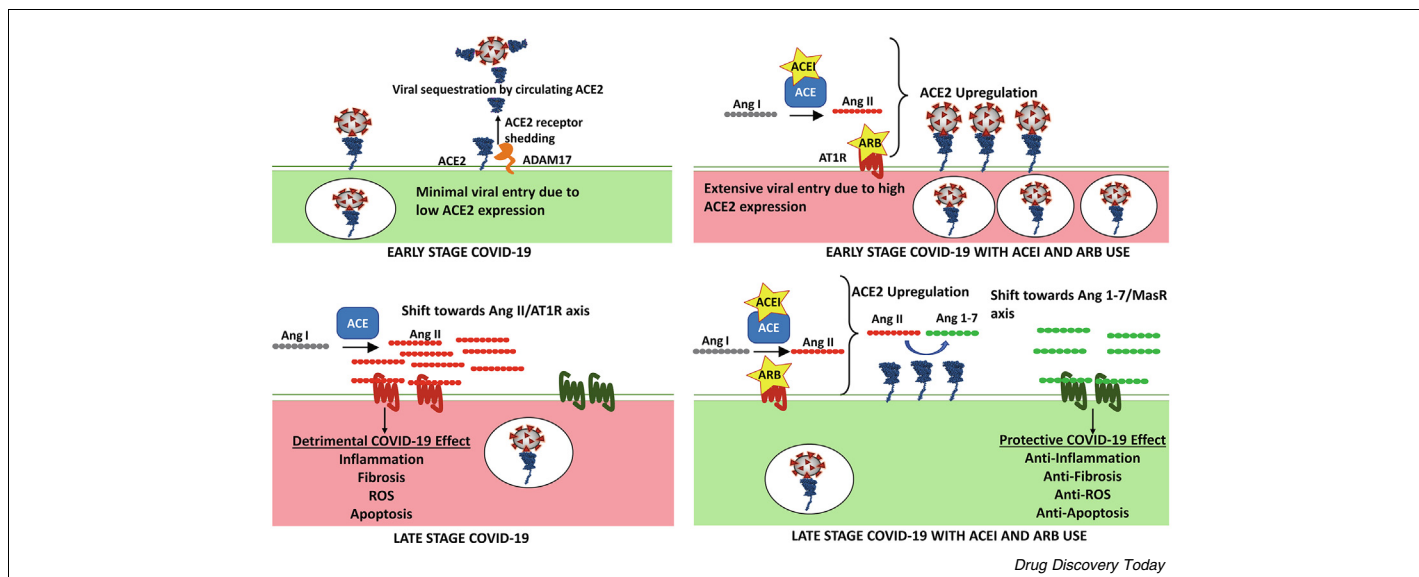 Viral sequestration by circulating ACE2
ACE2 receptor
shedding
ACE2
ADAM17
Minimal viral entry due to
low ACE2 expression
EARLY STAGE COVID-19
ACEI
ACE
Ang I
Ang II
ACE2 Upregulation
ARB
AT1R
Extensive viral entry due to high
ACE2 expression
EARLY STAGE COVID-19 WITH ACEI AND ARB USE
Shift towards Ang II/AT1R axis
ACE
Ang I
Ang II
Detrimental COVID-19 Effect
Inflammation
Fibrosis
ROS
Apoptosis
LATE STAGE COVID-19
ACEI
ACE
Ang I
Ang II
ARB
ACE2 Upregulation
Ang II
Ang 1-7
Shift towards Ang 1-7/MasR
axis
Protective COVID-19 Effect
Anti-Inflammation
Anti-Fibrosis
Anti-ROS
Anti-Apoptosis
LATE STAGE COVID-19 WITH ACEI AND ARB USE
Drug Discovery Today